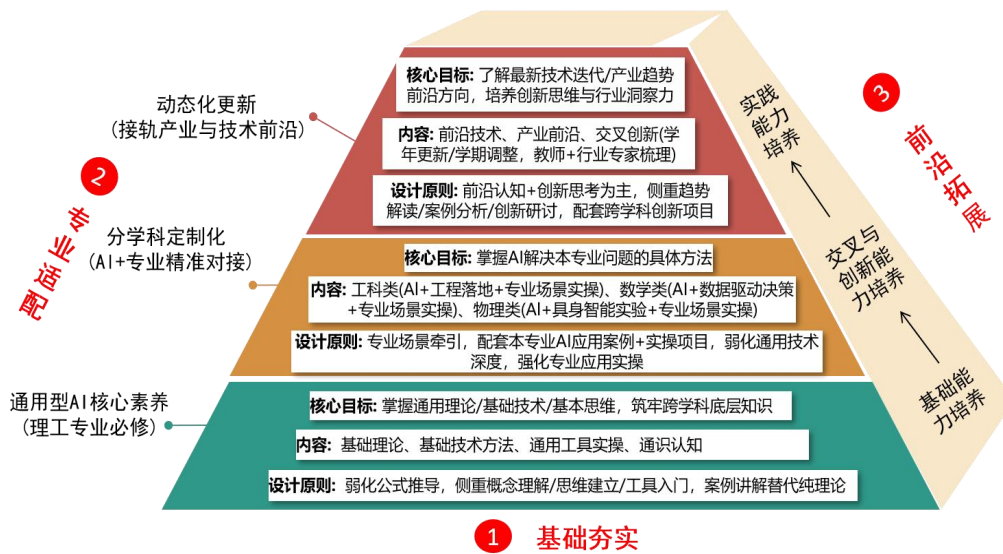 核心目标: 了解最新技术迭代/产业趋势
前沿方向，培养创新思维与行业洞察力
动态化更新
(接轨产业与技术前沿)
内容: 前沿技术、产业前沿、交叉创新(学
年更新/学期调整，教师+行业专家梳理)
设计原则: 前沿认知+创新思考为主，侧重趋势
解读/案例分析/创新研讨，配套跨学科创新项目
2
专业适配
分学科定制化
(AI+专业精准对接)
核心目标: 掌握AI解决本专业问题的具体方法
内容: 工科类(AI+工程落地+专业场景实操)、数学类(AI+数据驱动决策
+专业场景实操)、物理类(AI+具身智能实验+专业场景实操)
设计原则: 专业场景牵引，配套本专业AI应用案例+实操项目，弱化通用技术
深度，强化专业应用实操
通用型AI核心素养
(理工专业必修)
核心目标: 掌握通用理论/基础技术/基本思维，筑牢跨学科底层知识
内容: 基础理论、基础技术方法、通用工具实操、通识认知
设计原则: 弱化公式推导，侧重概念理解/思维建立/工具入门，案例讲解替代纯理论
1
基础夯实
3
前沿拓展
实践
能力
培养
交叉与
创新能
力培养
基础能
力培养